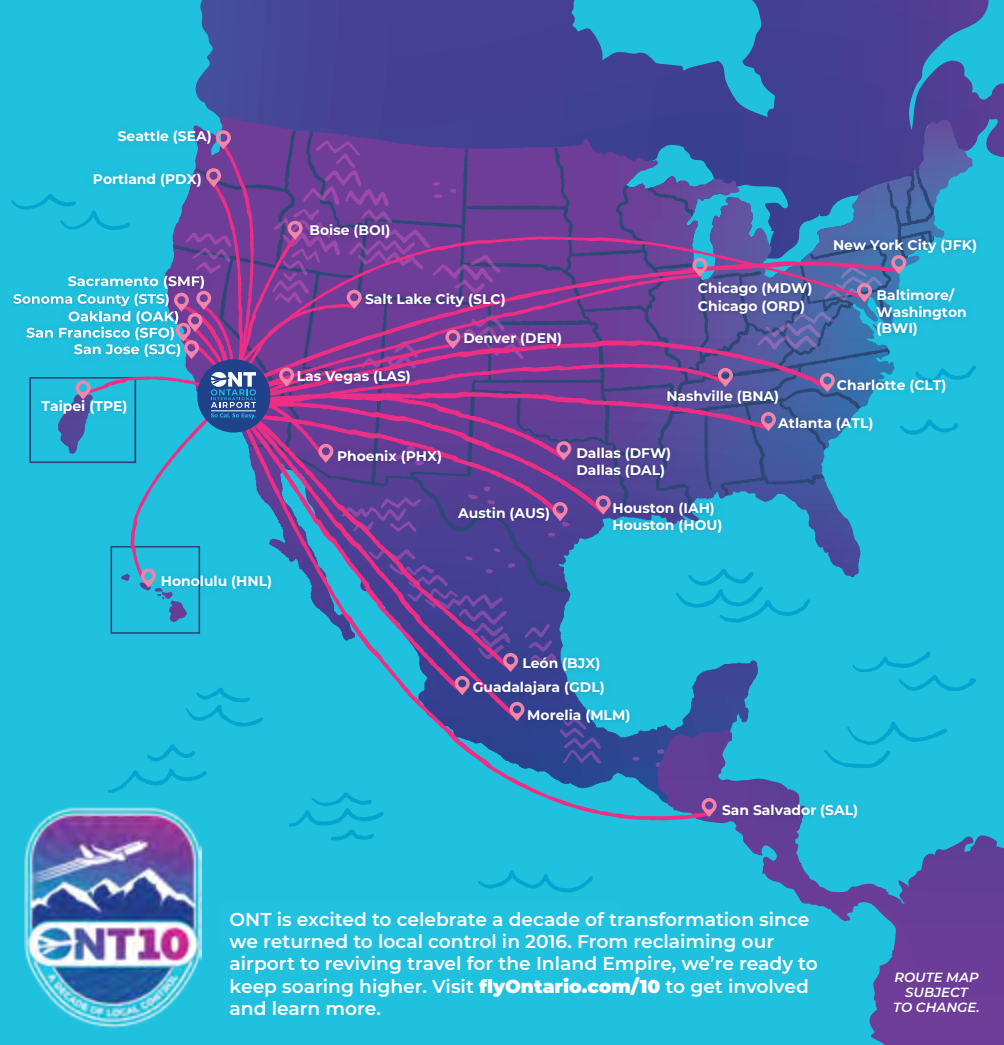 Seattle (SEA)
Portland (PDX)
Boise (BOI)
New York City (JFK)
Sacramento (SMF)
Sonoma County (STS)
Salt Lake City (SLC)
Chicago (MDW)
Chicago (ORD)
Baltimore/
Washington
(BWI)
Oakland (OAK)
San Francisco (SFO)
San Jose (SJC)
Denver (DEN)
Las Vegas (LAS)
ONT
ONTARIO
INTERNATIONAL
AIRPORT
So Cal. So Easy.
Nashville (BNA)
Charlotte (CLT)
Taipei (TPE)
Atlanta (ATL)
Phoenix (PHX)
Dallas (DFW)
Dallas (DAL)
Austin (AUS)
Houston (IAH)
Houston (HOU)
Honolulu (HNL)
León (BJX)
Guadalajara (GDL)
Morelia (MLM)
San Salvador (SAL)
ONT10
A DECADE OF LOCAL CONTROL
ONT is excited to celebrate a decade of transformation since
we returned to local control in 2016. From reclaiming our
airport to reviving travel for the Inland Empire, we’re ready to
keep soaring higher. Visit flyOntario.com/10 to get involved
and learn more.
ROUTE MAP
SUBJECT
TO CHANGE.